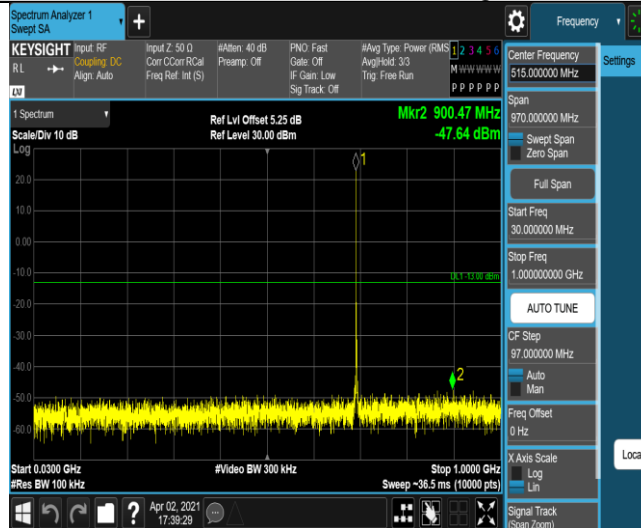 Spectrum Analyzer 1
Swept SA
Frequency
KEYSIGHT
RL
LXI
Input: RF
Coupling: DC
Align: Auto
Input Z: 50 Ω
Corr CCorr RCal
Freq Ref: Int (S)
#Atten: 40 dB
Preamp: Off
PNO: Fast
Gate: Off
IF Gain: Low
Sig Track: Off
#Avg Type: Power (RMS
Avg|Hold: 3/3
Trig: Free Run
1 2 3 4 5 6
M W W W W W
P P P P P P
1 Spectrum
Scale/Div 10 dB
Log
Ref Lvl Offset 5.25 dB
Ref Level 30.00 dBm
Mkr2 900.47 MHz
-47.64 dBm
1
20.0
10.0
0.00
-10.0
DL1 -13.00 dBm
-20.0
-30.0
-40.0
2
-50.0
-60.0
Start 0.0300 GHz
#Res BW 100 kHz
#Video BW 300 kHz
Stop 1.0000 GHz
Sweep ~36.5 ms (10000 pts)
?
Apr 02, 2021
17:39:29
Center Frequency
515.000000 MHz
Settings
Span
970.000000 MHz
Swept Span
Zero Span
Full Span
Start Freq
30.000000 MHz
Stop Freq
1.000000000 GHz
AUTO TUNE
CF Step
97.000000 MHz
Auto
Man
Freq Offset
0 Hz
X Axis Scale
Log
Lin
Loca
Signal Track
(Span Zoom)